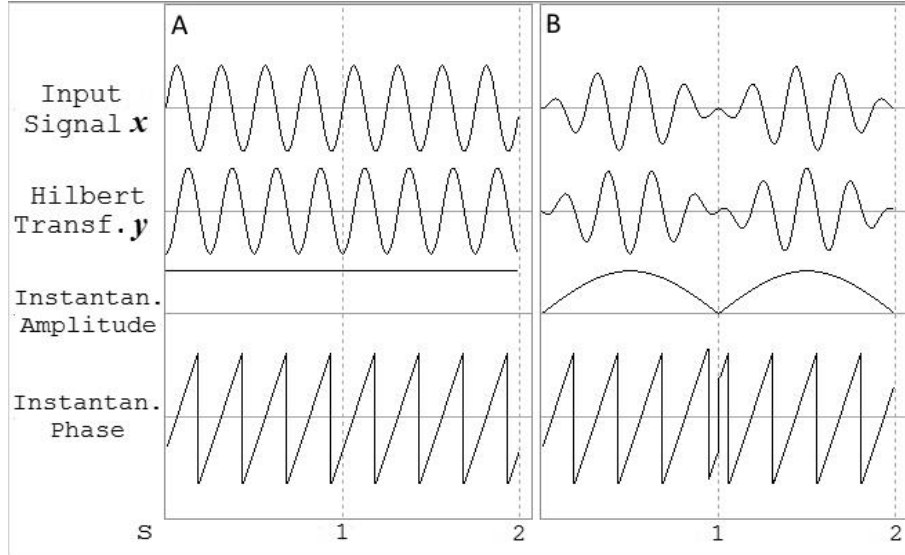 A
B
Input
Signal x
Hilbert
Transf. y
Instantan.
Amplitude
Instantan.
Phase
S 1 2 1 2